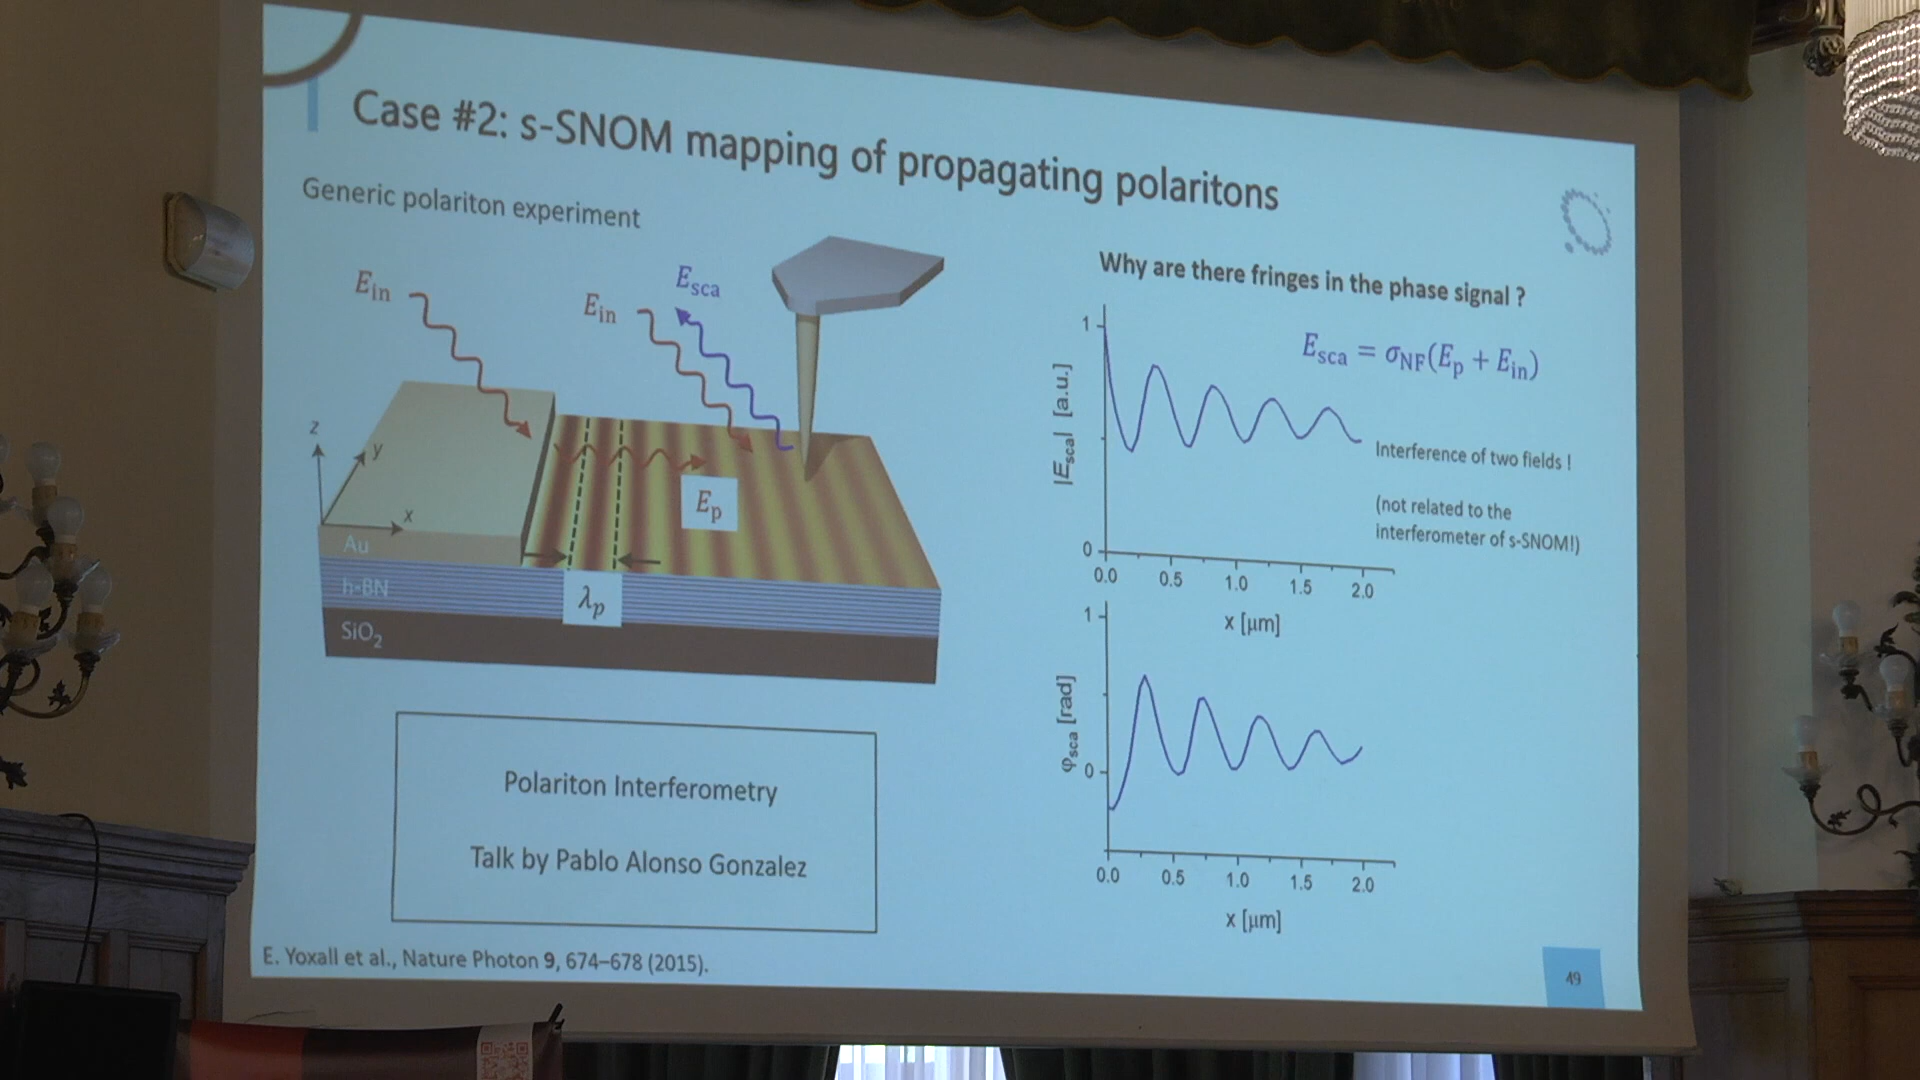 Case #2: s-SNOM mapping of propagating polaritons
Generic polariton experiment
E_in
E_in
E_sca
E_p
λ_p
z
y
x
Au
h-BN
SiO₂
Polariton Interferometry
Talk by Pablo Alonso Gonzalez
E. Yoxall et al., Nature Photon 9, 674–678 (2015).
Why are there fringes in the phase signal ?
E_sca = σ_NF(E_p + E_in)
|E_sca| [a.u.]
1
0
0.0 0.5 1.0 1.5 2.0
x [μm]
Interference of two fields !
(not related to the
interferometer of s-SNOM!)
φ_sca [rad]
1
0
0.0 0.5 1.0 1.5 2.0
x [μm]
49